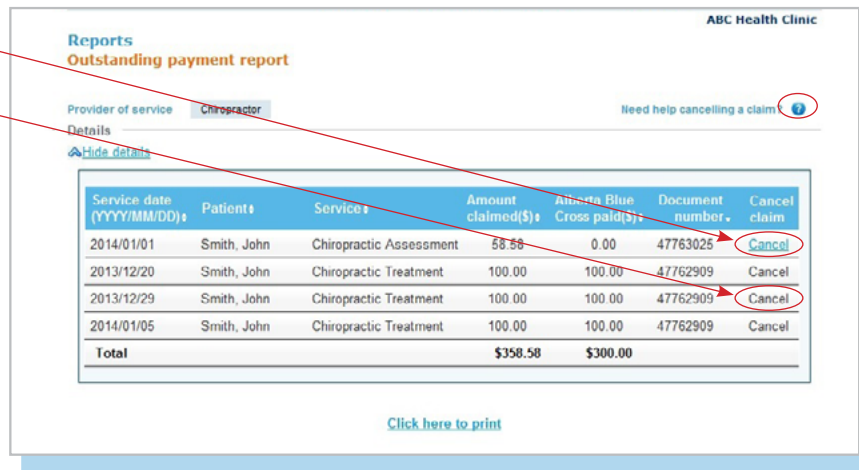 ABC Health Clinic
Reports
Outstanding payment report
Provider of service Chiropractor Need help cancelling a claim? ?
Details
Hide details
Service date (YYYY/MM/DD) Patient Service Amount claimed($) Alberta Blue Cross paid($) Document number Cancel claim
2014/01/01 Smith, John Chiropractic Assessment 58.58 0.00 47763025 Cancel
2013/12/20 Smith, John Chiropractic Treatment 100.00 100.00 47762909 Cancel
2013/12/29 Smith, John Chiropractic Treatment 100.00 100.00 47762909 Cancel
2014/01/05 Smith, John Chiropractic Treatment 100.00 100.00 47762909 Cancel
Total $358.58 $300.00
Click here to print